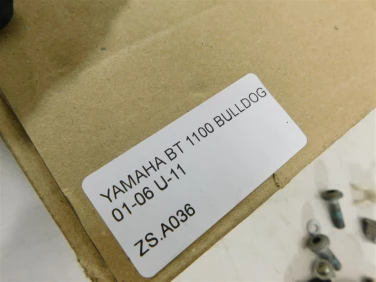 YAMAHA BT 1100 BULLDOG
01-06 U-11
ZS.A036